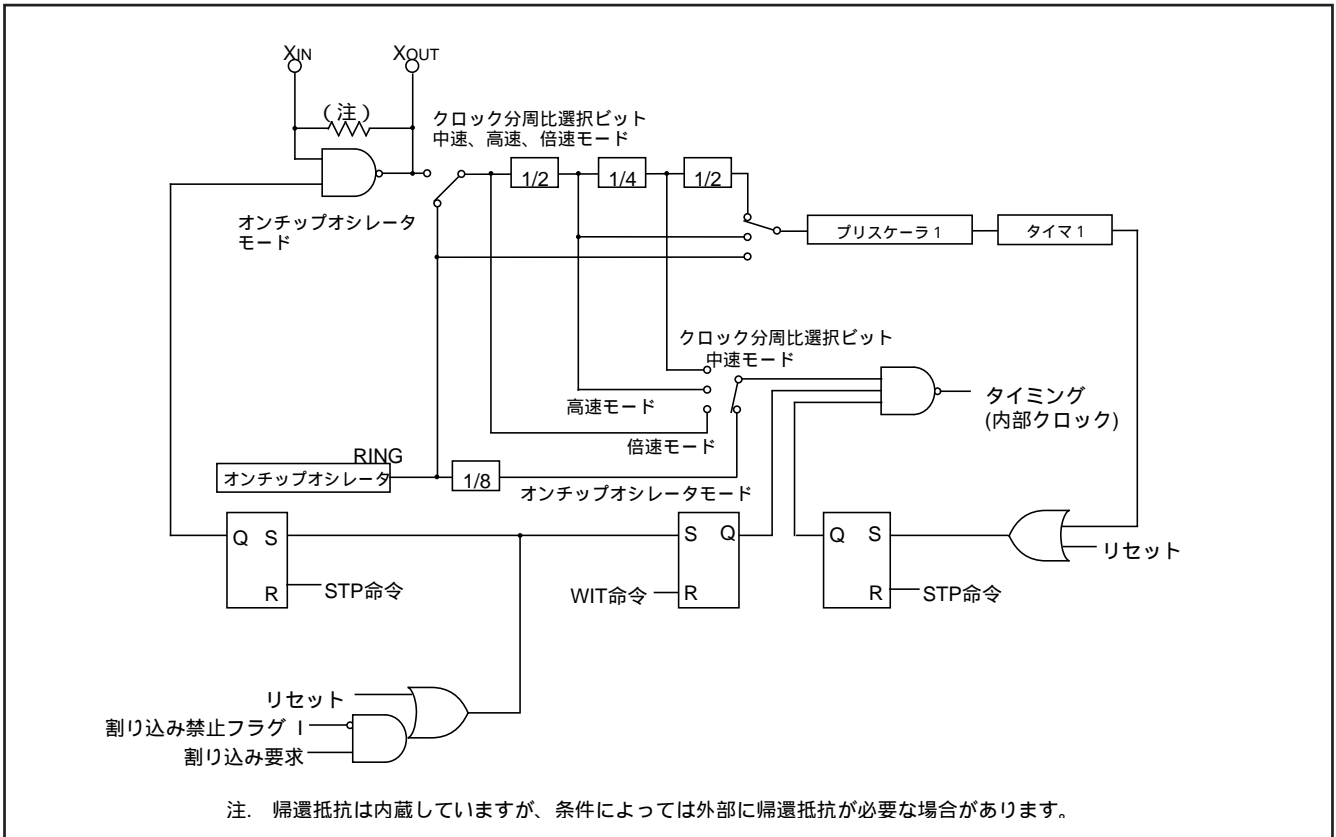 XIN
XOUT
(注)
クロック分周比選択ビット
中速、高速、倍速モード
1/2
1/4
1/2
オンチップオシレータ
モード
プリスケーラ 1
タイマ 1
クロック分周比選択ビット
中速モード
高速モード
倍速モード
タイミング
(内部クロック)
RING
オンチップオシレータ
1/8
オンチップオシレータモード
Q S
R
STP命令
S Q
R
WIT命令
Q S
R
STP命令
リセット
リセット
割り込み禁止フラグ I
割り込み要求
注. 帰還抵抗は内蔵していますが、条件によっては外部に帰還抵抗が必要な場合があります。